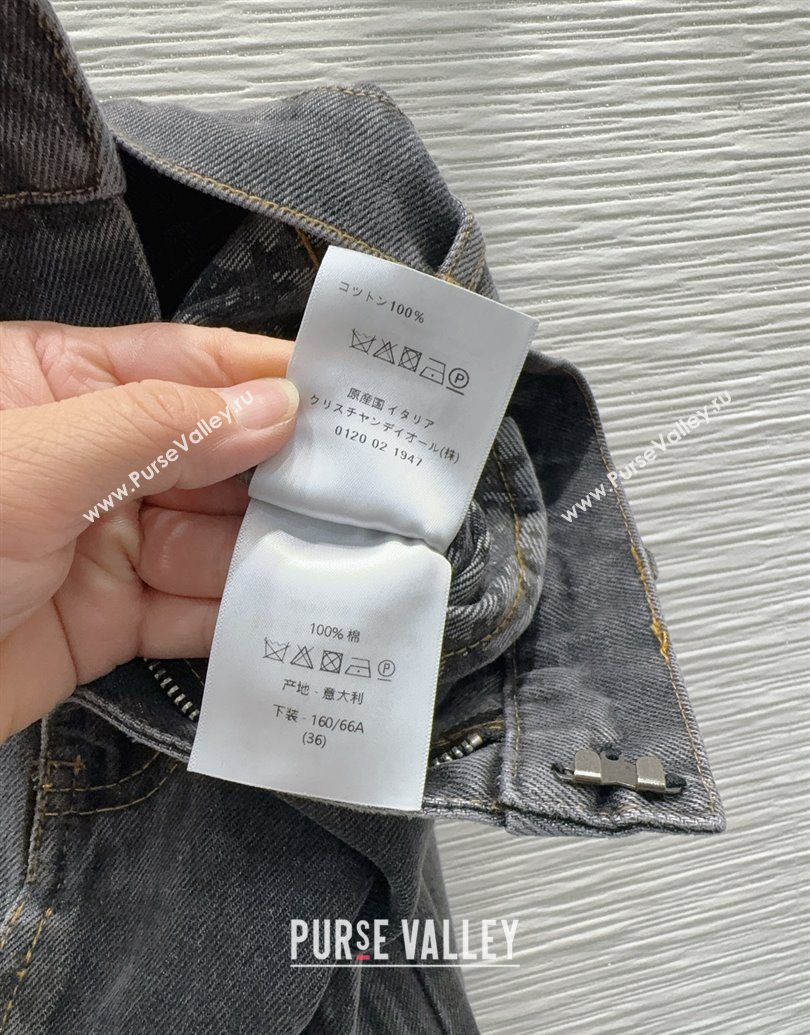 コットン100%
原産国 イタリア
クリスチャンディオール(株)
0120 02 1947
www.PurseValley.ru
www.PurseValley.ru
100% 棉
产地 - 意大利
下装 - 160/66A
(36)
PURSE VALLEY